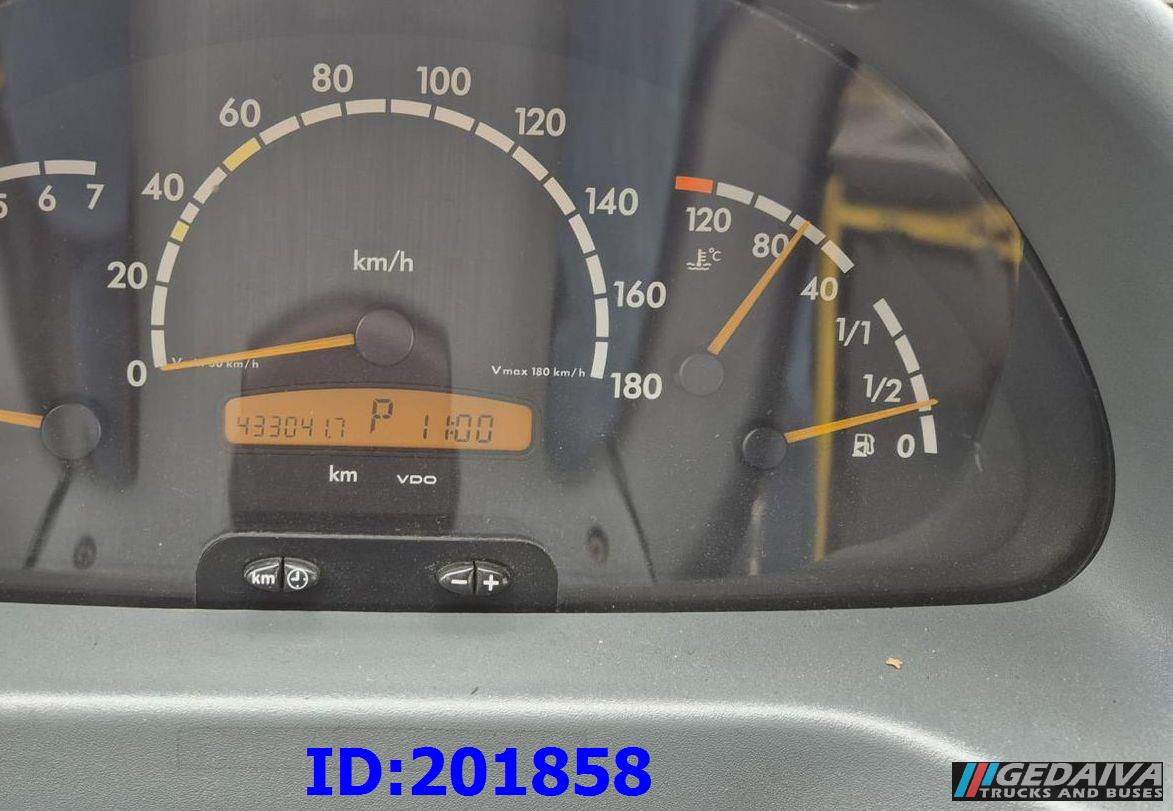 80 100
60 120
40 140
20 160
0 180
5 6 7
km/h
Vmax 180 km/h
120
80
40
°C
1/1
1/2
0
433041.7 P 11:00
km VDO
km - +
ID:201858
GEDAIVA
TRUCKS AND BUSES